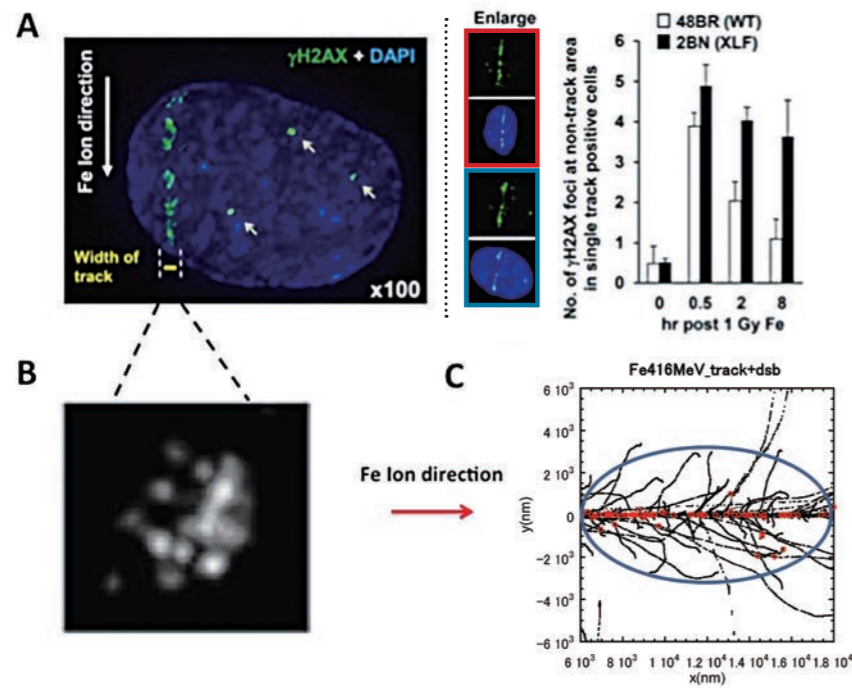 A
γH2AX + DAPI
Fe Ion direction
Width of
track
x100
Enlarge
48BR (WT)
2BN (XLF)
No. of γH2AX foci at non-track area
in single track positive cells
6
5
4
3
2
1
0
0 0.5 2 8
hr post 1 Gy Fe
B
Fe Ion direction
C
Fe416MeV_track+dsb
y(nm)
6 10³
4 10³
2 10³
0
−2 10³
−4 10³
−6 10³
6 10³ 8 10³ 1 10⁴ 1.2 10⁴ 1.4 10⁴ 1.6 10⁴ 1.8 10⁴
x(nm)